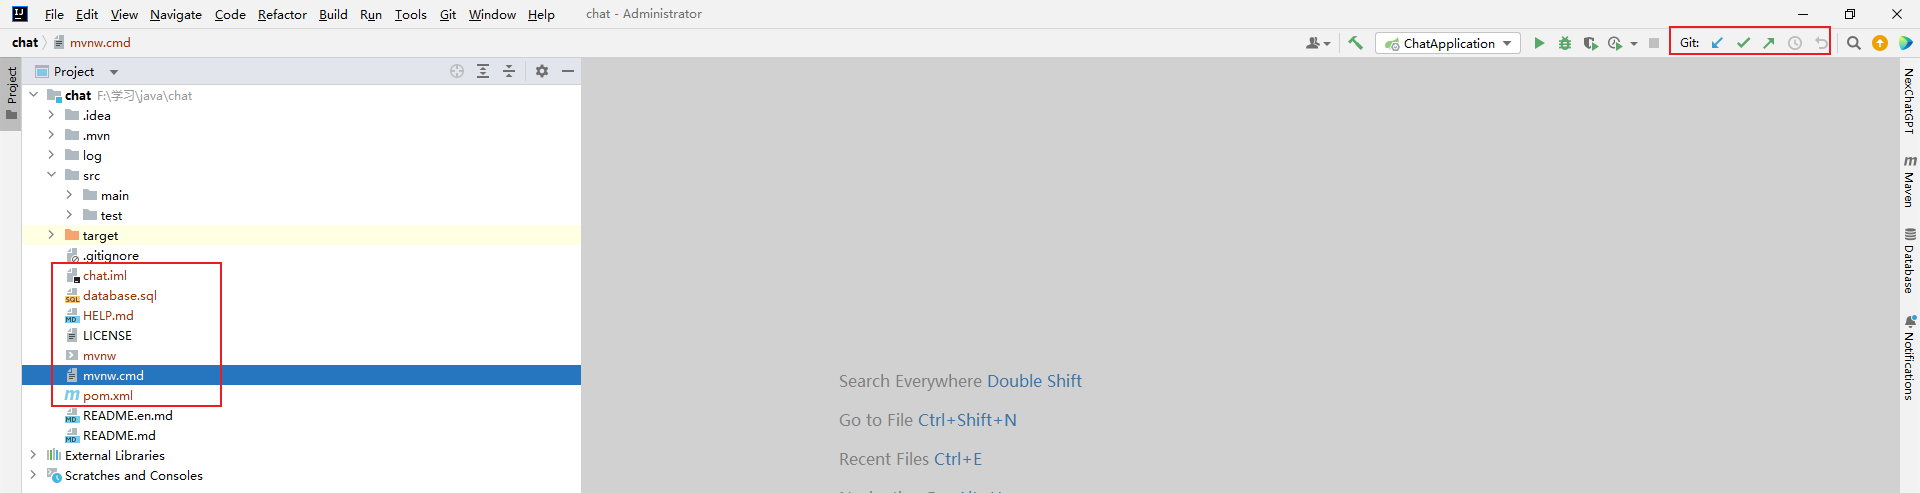 File Edit View Navigate Code Refactor Build Run Tools Git Window Help chat - Administrator
chat mvnw.cmd ChatApplication Git:
Project
Project
chat F:\学习\java\chat
.idea
.mvn
log
src
main
test
target
.gitignore
chat.iml
database.sql
HELP.md
LICENSE
mvnw
mvnw.cmd
pom.xml
README.en.md
README.md
External Libraries
Scratches and Consoles
Search Everywhere Double Shift
Go to File Ctrl+Shift+N
Recent Files Ctrl+E
NexChatGPT
Maven
Database
Notifications